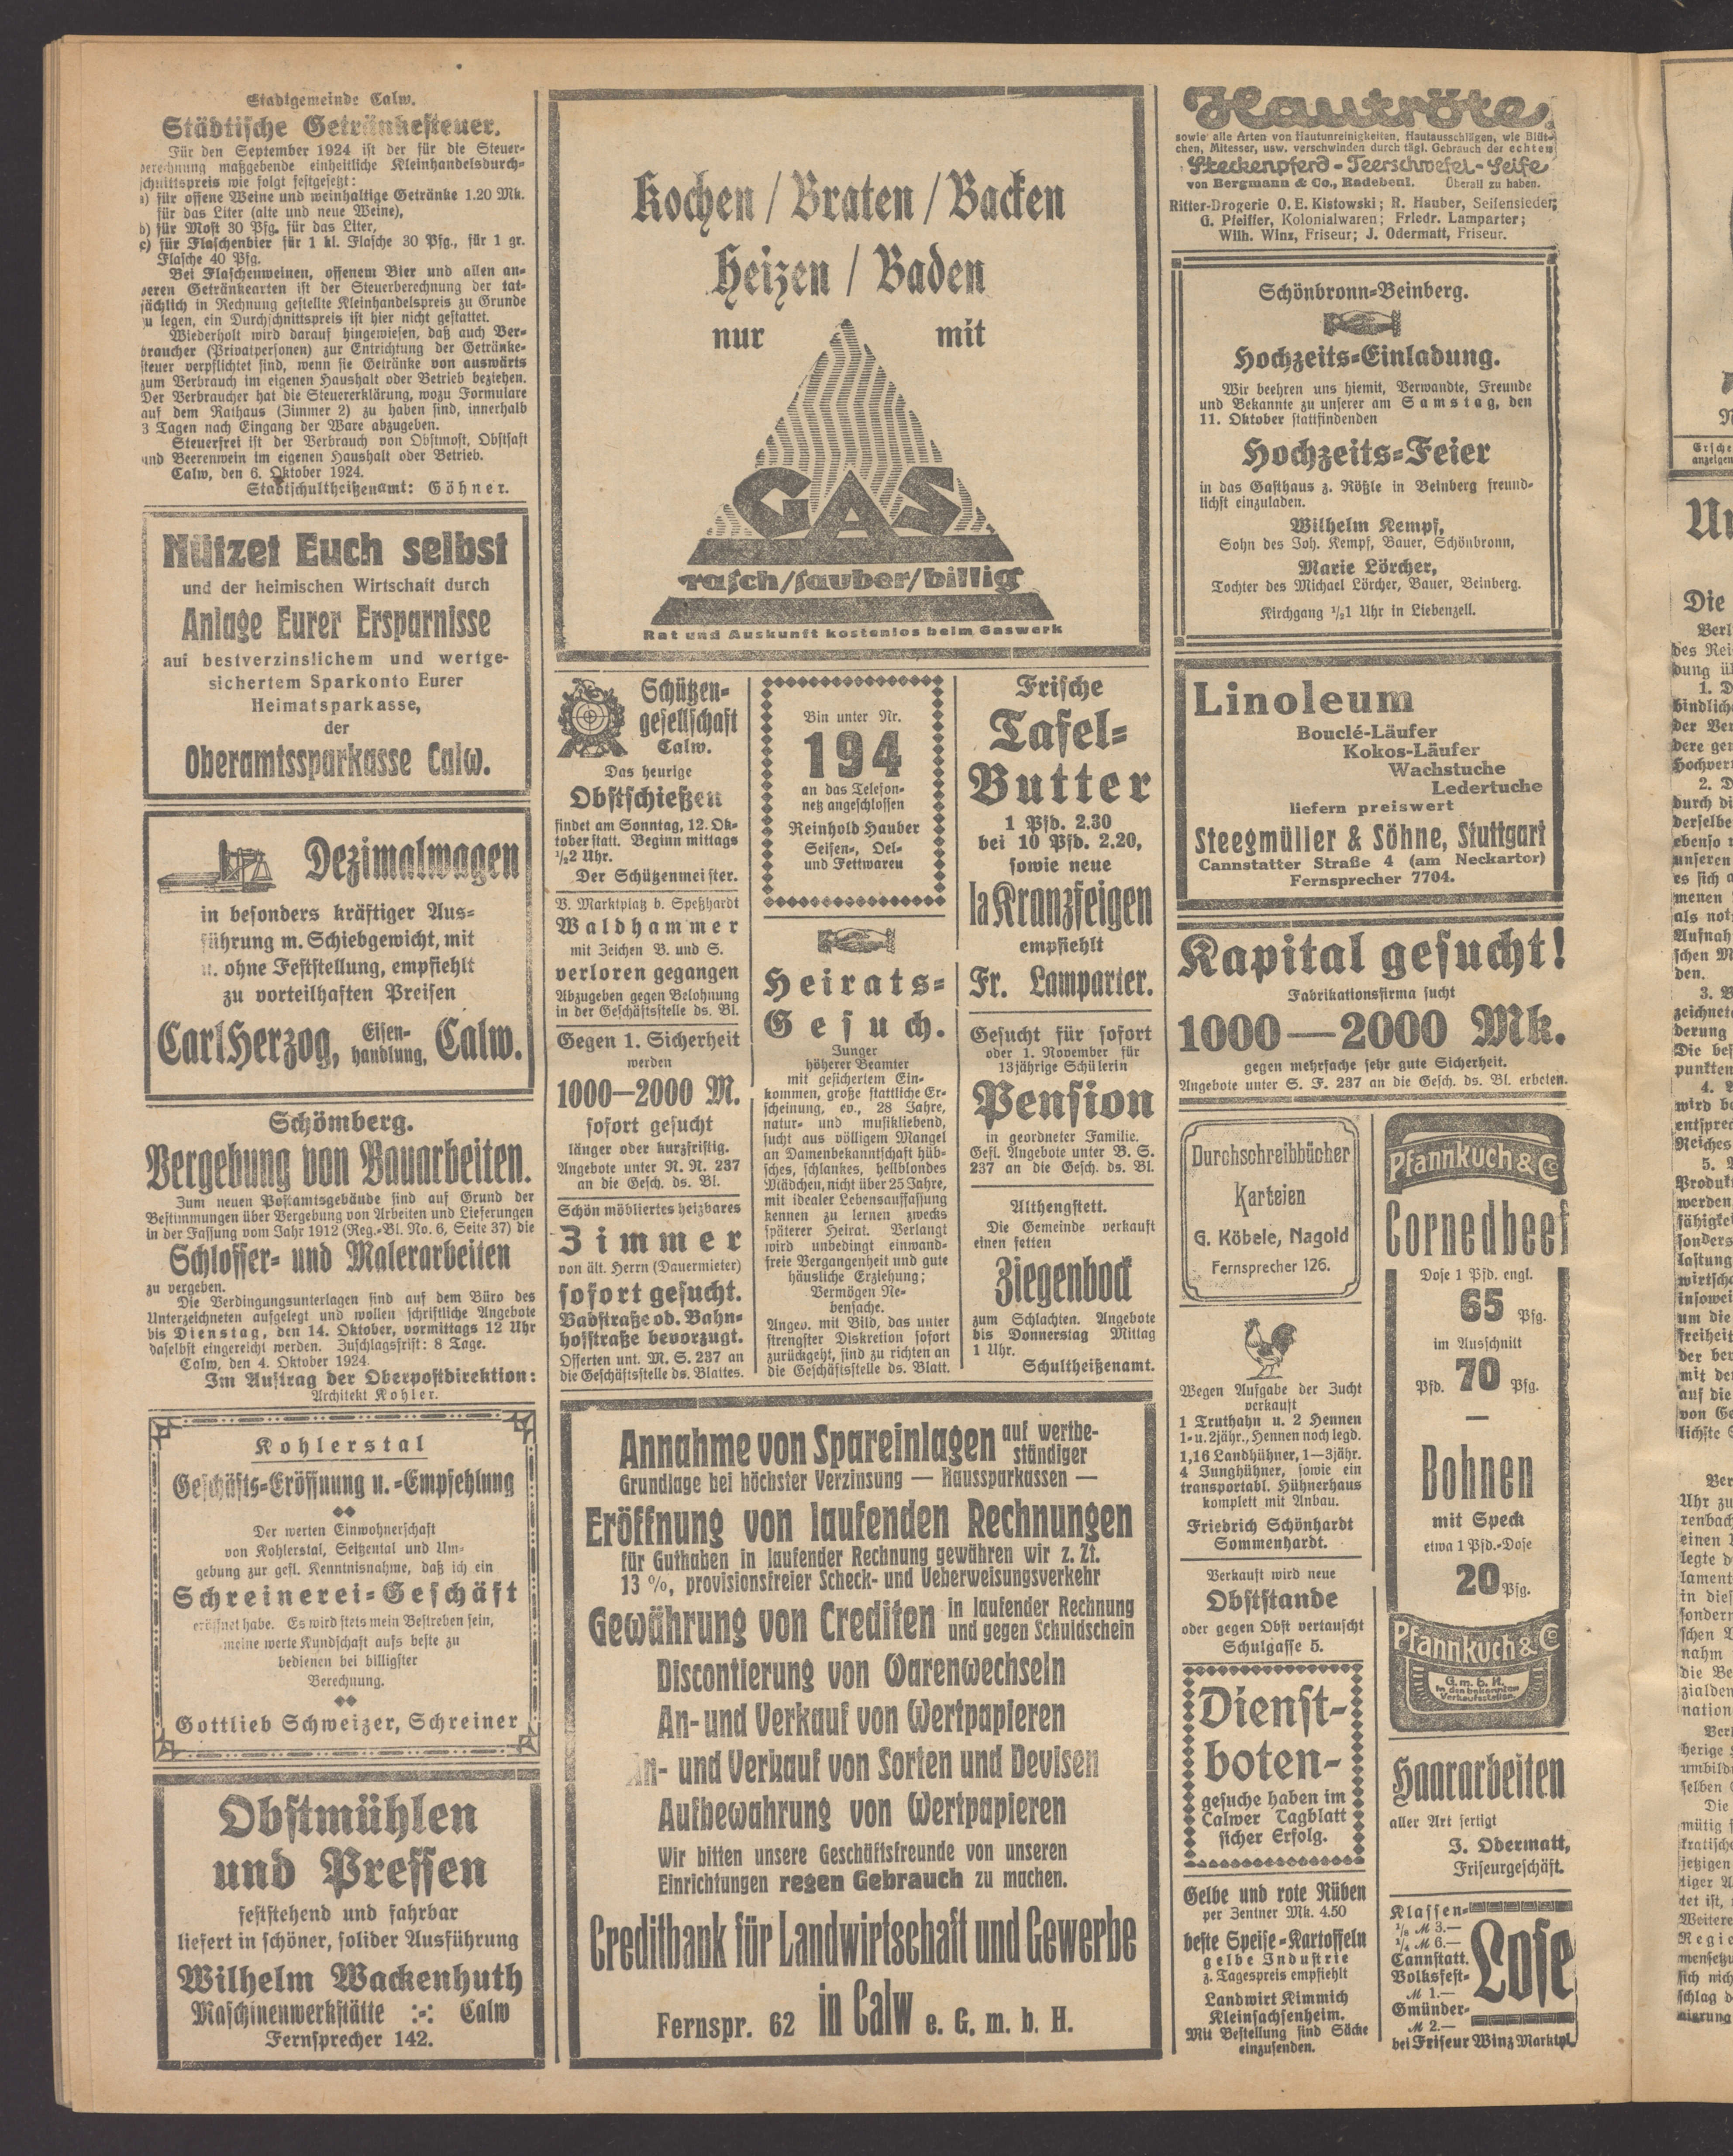 Stadtgemeinde Calw.
Städtische Getränkesteuer.
Für den September 1924 ist der für die Steuer-
berechnung maßgebende einheitliche Kleinhandelsdurch-
schnittspreis wie folgt festgesetzt:
a) für offene Weine und weinhaltige Getränke 1.20 Mk.
für das Liter (alte und neue Weine),
b) für Most 30 Pfg. für das Liter,
c) für Flaschenbier für 1 kl. Flasche 30 Pfg., für 1 gr.
Flasche 40 Pfg.
Bei Flaschenweinen, offenem Bier und allen an-
deren Getränkearten ist der Steuerberechnung der tat-
sächlich in Rechnung gestellte Kleinhandelspreis zu Grunde
zu legen, ein Durchschnittspreis ist hier nicht gestattet.
Wiederholt wird darauf hingewiesen, daß auch Ver-
braucher (Privatpersonen) zur Entrichtung der Getränke-
steuer verpflichtet sind, wenn sie Getränke von auswärts
zum Verbrauch im eigenen Haushalt oder Betrieb beziehen.
Der Verbraucher hat die Steuererklärung, wozu Formulare
auf dem Rathaus (Zimmer 2) zu haben sind, innerhalb
3 Tagen nach Eingang der Ware abzugeben.
Steuerfrei ist der Verbrauch von Obstmost, Obstsaft
und Beerenwein im eigenen Haushalt oder Betrieb.
Calw, den 6. Oktober 1924.
Stadtschultheißenamt: Göhner.
Nützet Euch selbst
und der heimischen Wirtschaft durch
Anlage Eurer Ersparnisse
auf bestverzinslichem und wertge-
sichertem Sparkonto Eurer
Heimatsparkasse,
der
Oberamtssparkasse Calw.
Dezimalwagen
in besonders kräftiger Aus-
führung m. Schiebgewicht, mit
u. ohne Feststellung, empfiehlt
zu vorteilhaften Preisen
Carl Herzog, Eisen-
handlung, Calw.
Schömberg.
Vergebung von Bauarbeiten.
Zum neuen Postamtsgebäude sind auf Grund der
Bestimmungen über Vergebung von Arbeiten und Lieferungen
in der Fassung vom Jahr 1912 (Reg.-Bl. No. 6, Seite 37) die
Schlosser- und Malerarbeiten
zu vergeben.
Die Verdingungsunterlagen sind auf dem Büro des
Unterzeichneten aufgelegt und wollen schriftliche Angebote
bis Dienstag, den 14. Oktober, vormittags 12 Uhr
daselbst eingereicht werden. Zuschlagsfrist: 8 Tage.
Calw, den 4. Oktober 1924.
Im Auftrag der Oberpostdirektion:
Architekt Kohler.
Kohlerstal
Geschäfts-Eröffnung u. -Empfehlung
Der werten Einwohnerschaft
von Kohlerstal, Seitzental und Um-
gebung zur gefl. Kenntnisnahme, daß ich ein
Schreinerei-Geschäft
eröffnet habe. Es wird stets mein Bestreben sein,
meine werte Kundschaft aufs beste zu
bedienen bei billigster
Berechnung.
Gottlieb Schweizer, Schreiner
Obstmühlen
und Pressen
feststehend und fahrbar
liefert in schöner, solider Ausführung
Wilhelm Wackenhuth
Maschinenwerkstätte :-: Calw
Fernsprecher 142.
Kochen / Braten / Backen
Heizen / Baden
nur mit
GAS
rasch/sauber/billig
Rat und Auskunft kostenlos beim Gaswerk
Schützen-
gesellschaft
Calw.
Das heurige
Obstschießen
findet am Sonntag, 12. Ok-
tober statt. Beginn mittags
1/2 2 Uhr.
Der Schützenmeister.
V. Marktplatz b. Speßhardt
Waldhammer
mit Zeichen B. und S.
verloren gegangen
Abzugeben gegen Belohnung
in der Geschäftsstelle ds. Bl.
Gegen 1. Sicherheit
werden
1000—2000 M.
sofort gesucht
länger oder kurzfristig.
Angebote unter N. N. 237
an die Gesch. ds. Bl.
Schön möbliertes heizbares
Zimmer
von ält. Herrn (Dauermieter)
sofort gesucht.
Badstraße od. Bahn-
hofstraße bevorzugt.
Offerten unt. M. S. 237 an
die Geschäftsstelle ds. Blattes.
Bin unter Nr.
194
an das Telefon-
netz angeschlossen
Reinhold Hauber
Seifen-, Oel-
und Fettwaren
Heirats-
Gesuch.
Junger
höherer Beamter
mit gesichertem Ein-
kommen, große stattliche Er-
scheinung, ev., 28 Jahre,
natur- und musikliebend,
sucht aus völligem Mangel
an Damenbekanntschaft hüb-
sches, schlankes, hellblondes
Mädchen, nicht über 25 Jahre,
mit idealer Lebensauffassung
kennen zu lernen zwecks
späterer Heirat. Verlangt
wird unbedingt einwand-
freie Vergangenheit und gute
häusliche Erziehung;
Vermögen Ne-
bensache.
Angeb. mit Bild, das unter
strengster Diskretion sofort
zurückgeht, sind zu richten an
die Geschäftsstelle ds. Blatt.
Frische
Tafel-
Butter
1 Pfd. 2.30
bei 10 Pfd. 2.20,
sowie neue
Ia Kranzfeigen
empfiehlt
Fr. Lamparter.
Gesucht für sofort
oder 1. November für
13jährige Schülerin
Pension
in geordneter Familie.
Gefl. Angebote unter B. S.
237 an die Gesch. ds. Bl.
Althengstett.
Die Gemeinde verkauft
einen fetten
Ziegenbock
zum Schlachten. Angebote
bis Donnerstag Mittag
1 Uhr.
Schultheißenamt.
Annahme von Spareinlagen auf wertbe-
ständiger
Grundlage bei höchster Verzinsung — Haussparkassen —
Eröffnung von laufenden Rechnungen
für Guthaben in laufender Rechnung gewähren wir z. Zt.
13 %, provisionsfreier Scheck- und Ueberweisungsverkehr
Gewährung von Crediten in laufender Rechnung
und gegen Schuldschein
Discontierung von Warenwechseln
An- und Verkauf von Wertpapieren
An- und Verkauf von Sorten und Devisen
Aufbewahrung von Wertpapieren
Wir bitten unsere Geschäftsfreunde von unseren
Einrichtungen regen Gebrauch zu machen.
Creditbank für Landwirtschaft und Gewerbe
Fernspr. 62 in Calw e. G. m. b. H.
Hautröte
sowie alle Arten von Hautunreinigkeiten, Hautausschlägen, wie Blüt-
chen, Mitesser, usw. verschwinden durch tägl. Gebrauch der echten
Steckenpferd-Teerschwefel-Seife
von Bergmann & Co., Radebeul. Überall zu haben.
Ritter-Drogerie O. E. Kistowski; R. Hauber, Seifensieder;
G. Pfeiffer, Kolonialwaren; Friedr. Lamparter;
Wilh. Winz, Friseur; J. Odermatt, Friseur.
Schönbronn-Beinberg.
Hochzeits-Einladung.
Wir beehren uns hiemit, Verwandte, Freunde
und Bekannte zu unserer am Samstag, den
11. Oktober stattfindenden
Hochzeits-Feier
in das Gasthaus z. Rößle in Beinberg freund-
lichst einzuladen.
Wilhelm Kempf,
Sohn des Joh. Kempf, Bauer, Schönbronn,
Marie Lörcher,
Tochter des Michael Lörcher, Bauer, Beinberg.
Kirchgang 1/2 1 Uhr in Liebenzell.
Linoleum
Bouclé-Läufer
Kokos-Läufer
Wachstuche
Ledertuche
liefern preiswert
Steegmüller & Söhne, Stuttgart
Cannstatter Straße 4 (am Neckartor)
Fernsprecher 7704.
Kapital gesucht!
Fabrikationsfirma sucht
1000—2000 Mk.
gegen mehrfache sehr gute Sicherheit.
Angebote unter S. F. 237 an die Gesch. ds. Bl. erbeten.
Durchschreibbücher
Karteien
G. Köbele, Nagold
Fernsprecher 126.
Wegen Aufgabe der Zucht
verkauft
1 Truthahn u. 2 Hennen
1- u. 2jähr., Hennen noch legd.
1,16 Landhühner, 1—3jähr.
4 Junghühner, sowie ein
transportabl. Hühnerhaus
komplett mit Anbau.
Friedrich Schönhardt
Sommenhardt.
Verkauft wird neue
Obststande
oder gegen Obst vertauscht
Schulgasse 5.
Dienst-
boten-
gesuche haben im
Calwer Tagblatt
sicher Erfolg.
Gelbe und rote Rüben
per Zentner Mk. 4.50
beste Speise-Kartoffeln
gelbe Industrie
z. Tagespreis empfiehlt
Landwirt Kimmich
Kleinsachsenheim.
Mit Bestellung sind Säcke
einzusenden.
Pfannkuch & Co
Cornedbeef
Dose 1 Pfd. engl.
65 Pfg.
im Ausschnitt
Pfd. 70 Pfg.
—
Bohnen
mit Speck
etwa 1 Pfd.-Dose
20 Pfg.
Pfannkuch & Co
G. m. b. H.
In den bekannten
Verkaufsstellen.
Haararbeiten
aller Art fertigt
J. Odermatt,
Friseurgeschäft.
Klassen-
1/8 M 3.—
1/4 M 6.—
Cannstatt.
Volksfest-
M 1.—
Gmünder-
M 2.—
Lose
bei Friseur Winz Marktpl.